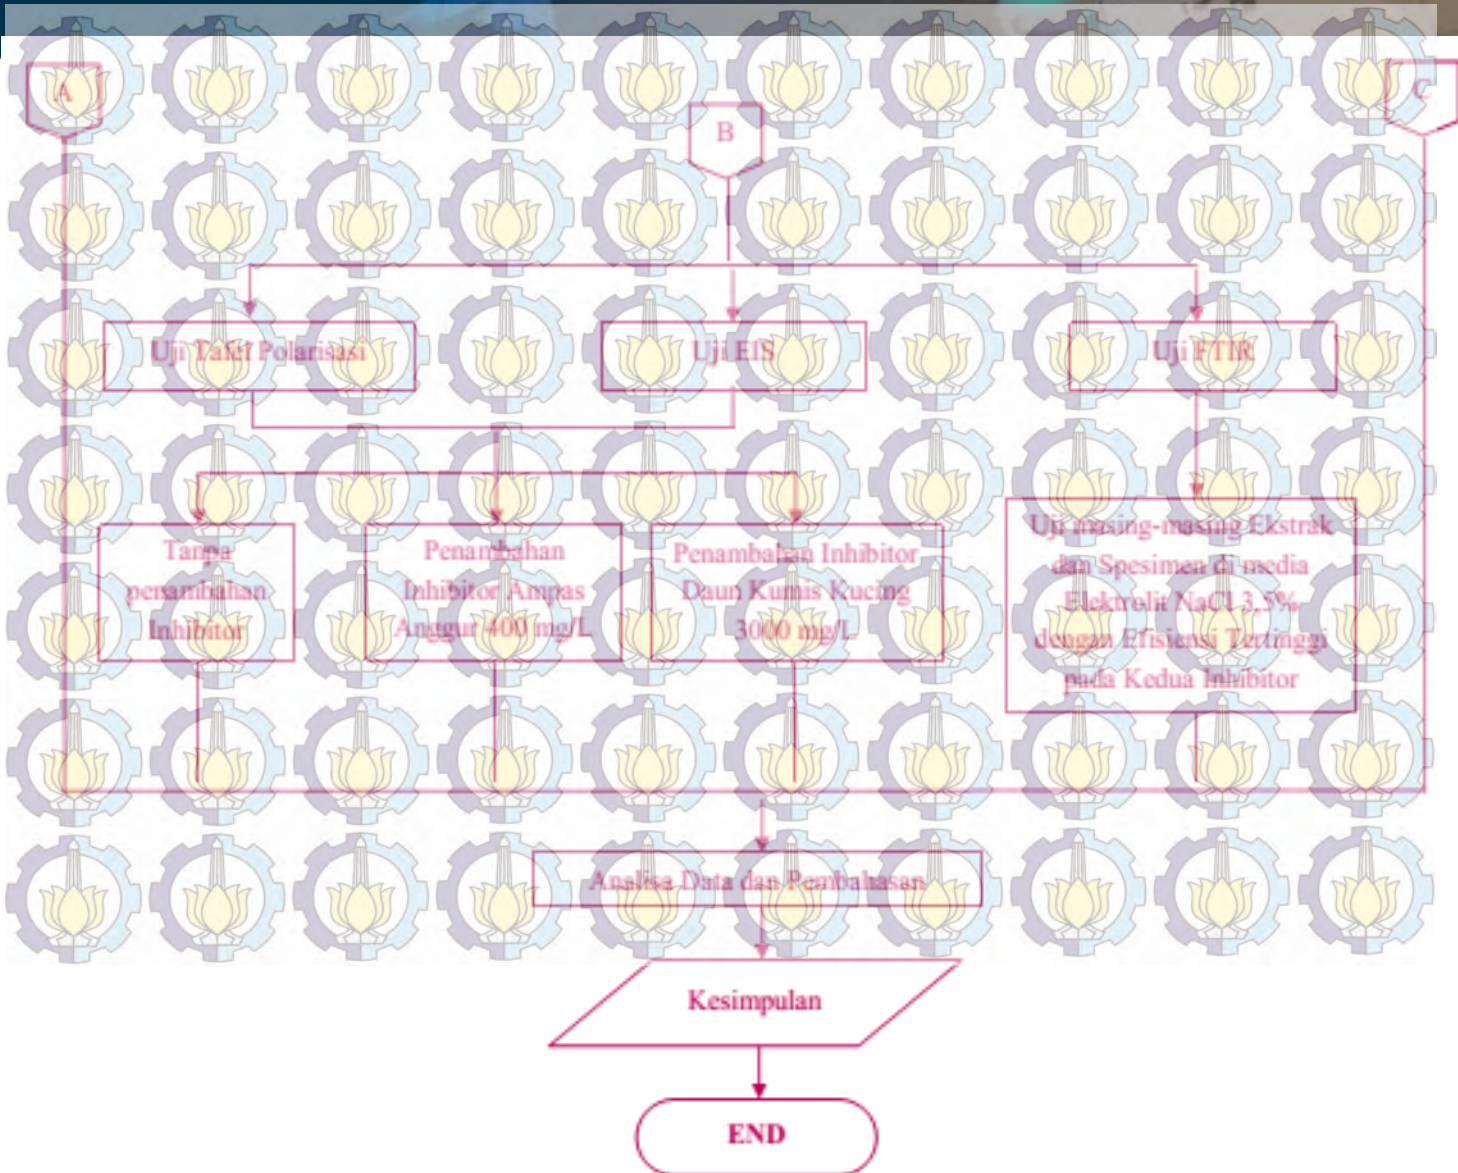 A
B
C
Uji Tafel Polarisasi
Uji EIS
Uji FTIR
Tanpa
penambahan
Inhibitor
Penambahan
Inhibitor Ampas
Anggur 400 mg/L
Penambahan Inhibitor
Daun Kumis Kucing
3000 mg/L
Uji masing-masing Ekstrak
dan Spesimen di media
Elektrolit NaCl 3,5%
dengan Efisiensi Tertinggi
pada Kedua Inhibitor
Analisa Data dan Pembahasan
Kesimpulan
END